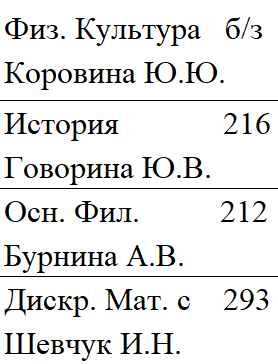 Физ. Культура б/з
Коровина Ю.Ю.
История 216
Говорина Ю.В.
Осн. Фил. 212
Бурнина А.В.
Дискр. Мат. с 293
Шевчук И.Н.